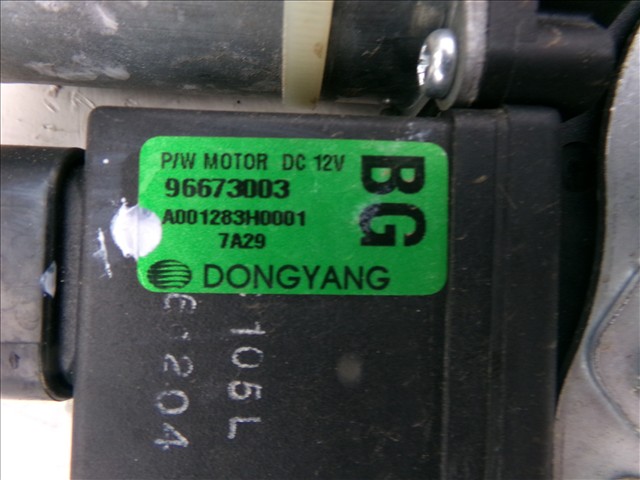 P/W MOTOR DC 12V
96673003
A001283H0001
7A29
BG
DONGYANG
105L
204